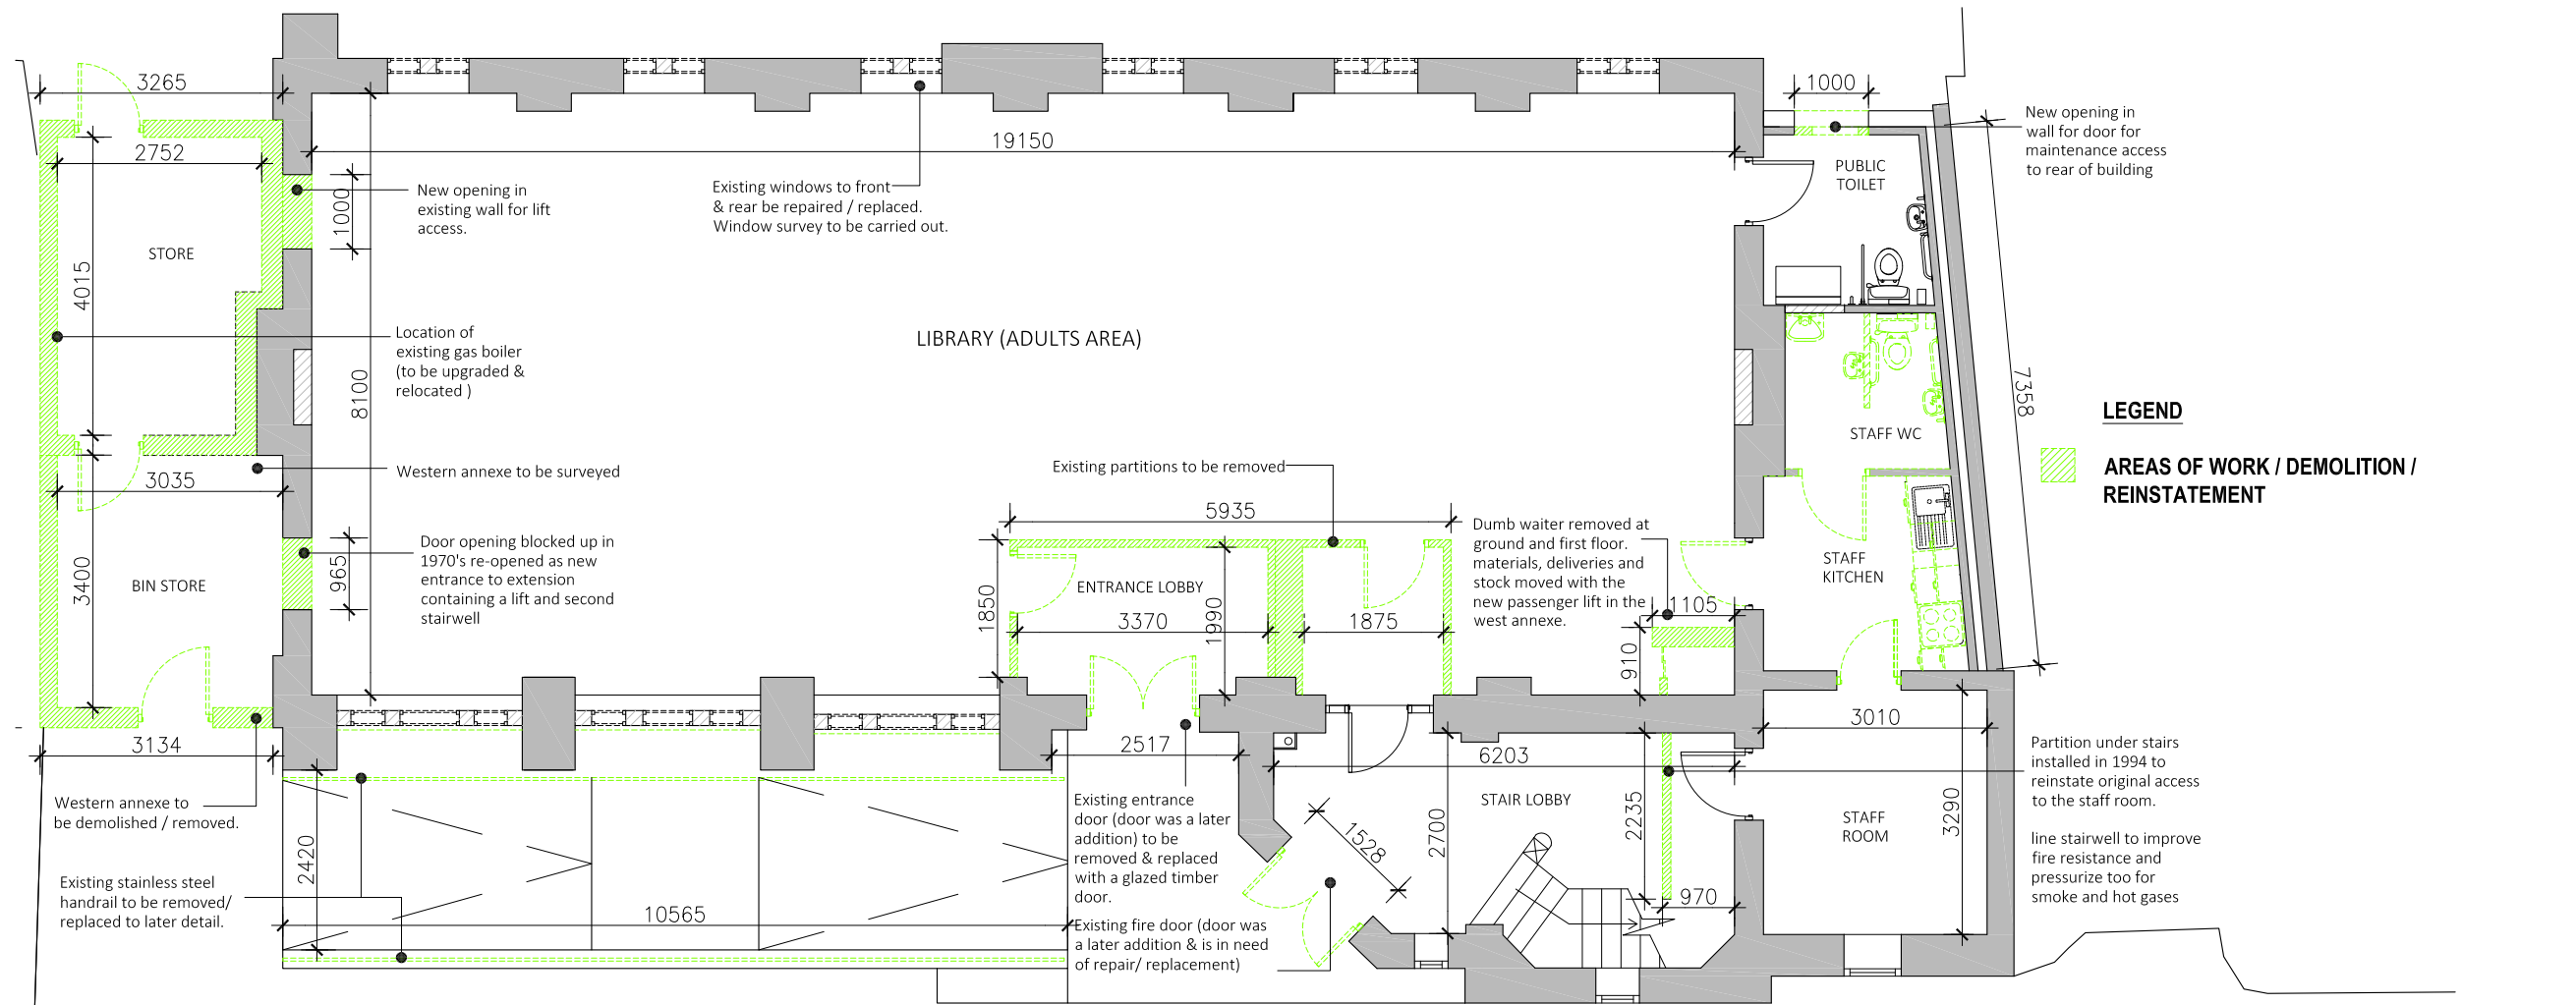 3265
2752
4015
STORE
1000
New opening in
existing wall for lift
access.
19150
Existing windows to front
& rear be repaired / replaced.
Window survey to be carried out.
1000
New opening in
wall for door for
maintenance access
to rear of building
PUBLIC
TOILET
Location of
existing gas boiler
(to be upgraded &
relocated )
8100
LIBRARY (ADULTS AREA)
7358
STAFF WC
LEGEND
AREAS OF WORK / DEMOLITION /
REINSTATEMENT
Western annexe to be surveyed
3035
3400
BIN STORE
965
Door opening blocked up in
1970's re-opened as new
entrance to extension
containing a lift and second
stairwell
Existing partitions to be removed
5935
1850
ENTRANCE LOBBY
3370
1990
1875
Dumb waiter removed at
ground and first floor.
materials, deliveries and
stock moved with the
new passenger lift in the
west annexe.
1105
910
STAFF
KITCHEN
3134
2517
6203
3010
Western annexe to
be demolished / removed.
Existing stainless steel
handrail to be removed/
replaced to later detail.
2420
10565
Existing entrance
door (door was a later
addition) to be
removed & replaced
with a glazed timber
door.
Existing fire door (door was
a later addition & is in need
of repair/ replacement)
1528
2700
STAIR LOBBY
2235
970
STAFF
ROOM
3290
Partition under stairs
installed in 1994 to
reinstate original access
to the staff room.
line stairwell to improve
fire resistance and
pressurize too for
smoke and hot gases